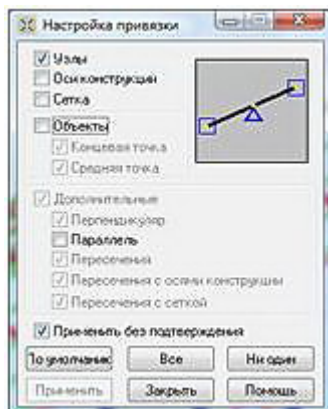 Настройка привязки
Узлы
Оси конструкции
Сетка
Объекты
Концевая точка
Средняя точка
Дополнительные
Перпендикуляр
Параллель
Пересечения
Пересечения с осями конструкции
Пересечения с сеткой
Применить без подтверждения
По умолчанию Все Ни один
Применить Закрыть Помощь